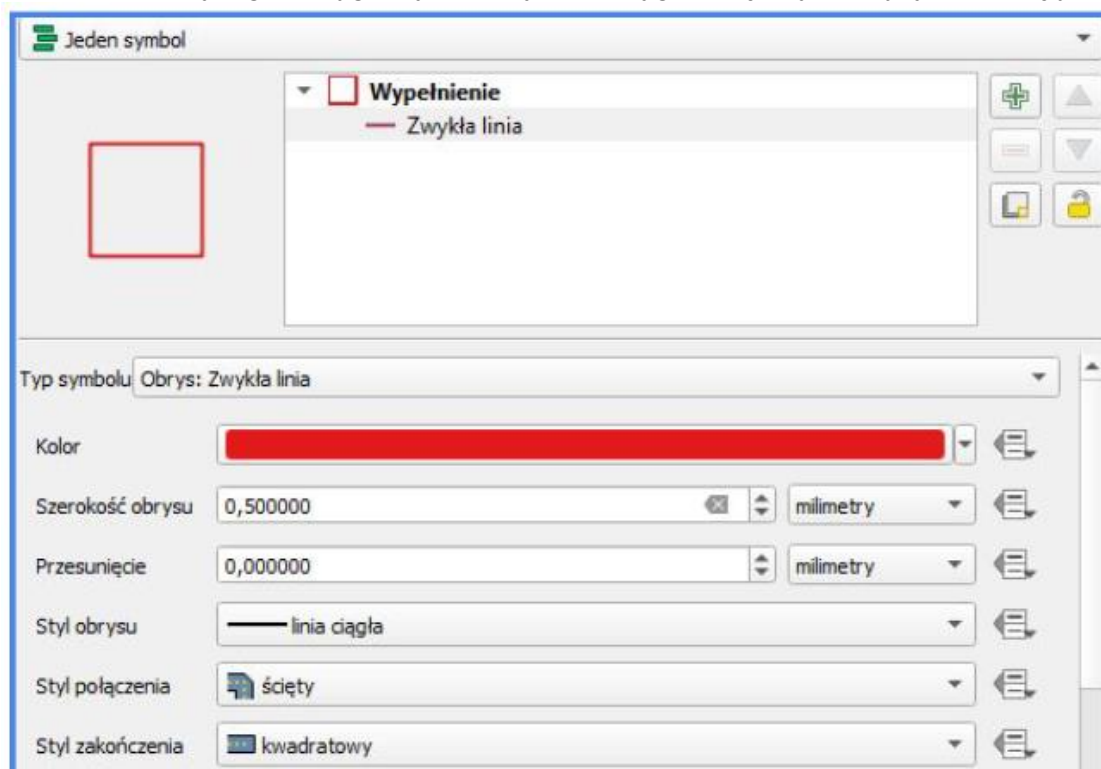 Jeden symbol
Wypełnienie
Zwykła linia
Typ symbolu Obrys: Zwykła linia
Kolor
Szerokość obrysu 0,500000 milimetry
Przesunięcie 0,000000 milimetry
Styl obrysu linia ciągła
Styl połączenia ścięty
Styl zakończenia kwadratowy